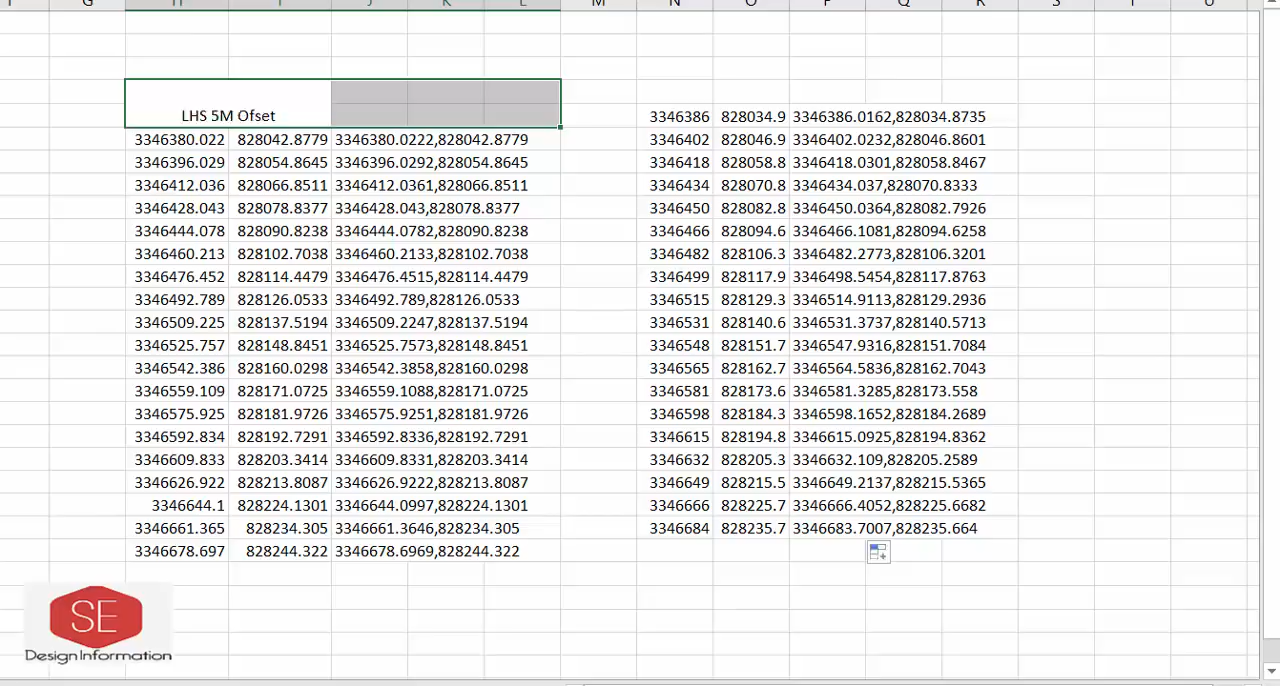 G H I J K L M N O P Q R S T U
LHS 5M Ofset
3346386 828034.9 3346386.0162,828034.8735
3346380.022 828042.8779 3346380.0222,828042.8779 3346402 828046.9 3346402.0232,828046.8601
3346396.029 828054.8645 3346396.0292,828054.8645 3346418 828058.8 3346418.0301,828058.8467
3346412.036 828066.8511 3346412.0361,828066.8511 3346434 828070.8 3346434.037,828070.8333
3346428.043 828078.8377 3346428.043,828078.8377 3346450 828082.8 3346450.0364,828082.7926
3346444.078 828090.8238 3346444.0782,828090.8238 3346466 828094.6 3346466.1081,828094.6258
3346460.213 828102.7038 3346460.2133,828102.7038 3346482 828106.3 3346482.2773,828106.3201
3346476.452 828114.4479 3346476.4515,828114.4479 3346499 828117.9 3346498.5454,828117.8763
3346492.789 828126.0533 3346492.789,828126.0533 3346515 828129.3 3346514.9113,828129.2936
3346509.225 828137.5194 3346509.2247,828137.5194 3346531 828140.6 3346531.3737,828140.5713
3346525.757 828148.8451 3346525.7573,828148.8451 3346548 828151.7 3346547.9316,828151.7084
3346542.386 828160.0298 3346542.3858,828160.0298 3346565 828162.7 3346564.5836,828162.7043
3346559.109 828171.0725 3346559.1088,828171.0725 3346581 828173.6 3346581.3285,828173.558
3346575.925 828181.9726 3346575.9251,828181.9726 3346598 828184.3 3346598.1652,828184.2689
3346592.834 828192.7291 3346592.8336,828192.7291 3346615 828194.8 3346615.0925,828194.8362
3346609.833 828203.3414 3346609.8331,828203.3414 3346632 828205.3 3346632.109,828205.2589
3346626.922 828213.8087 3346626.9222,828213.8087 3346649 828215.5 3346649.2137,828215.5365
3346644.1 828224.1301 3346644.0997,828224.1301 3346666 828225.7 3346666.4052,828225.6682
3346661.365 828234.305 3346661.3646,828234.305 3346684 828235.7 3346683.7007,828235.664
3346678.697 828244.322 3346678.6969,828244.322
SE
Design Information